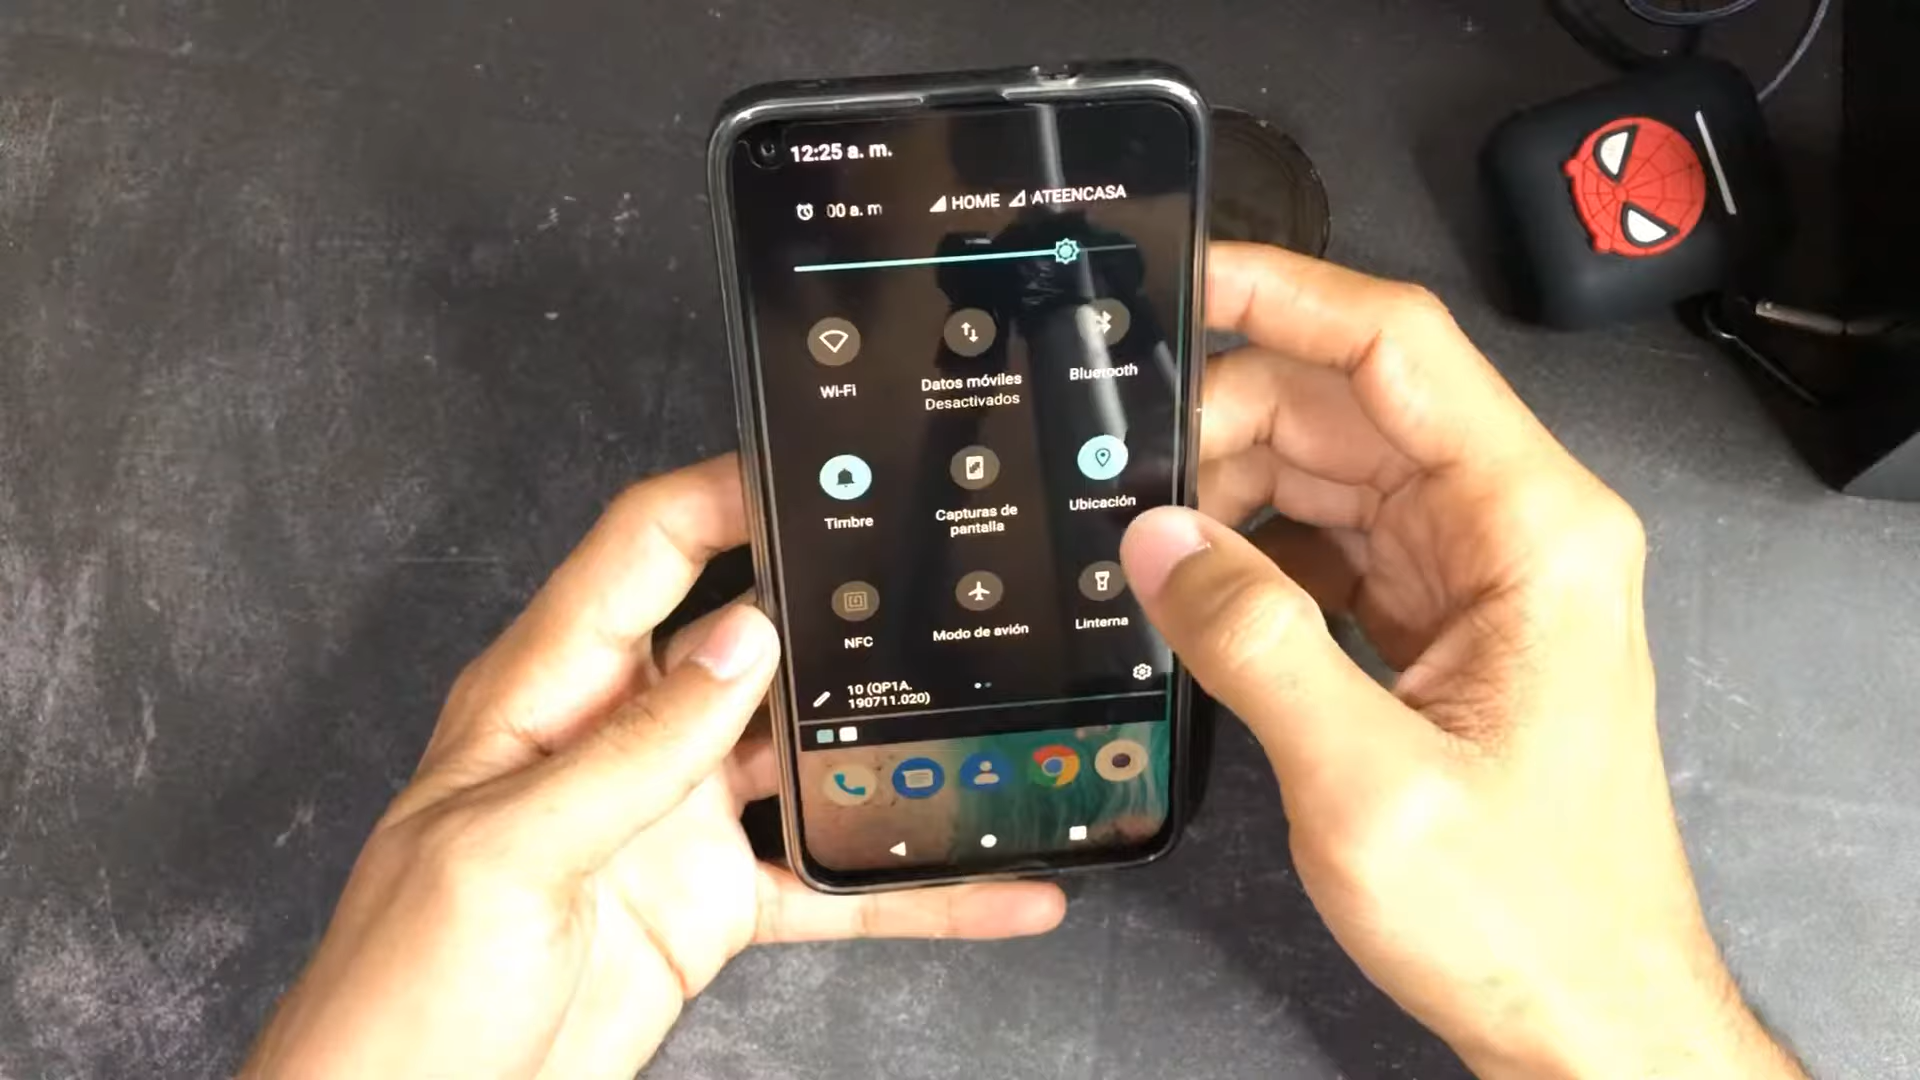 12:25 a. m.
00 a. m
HOME
ATEENCASA
Wi-Fi
Datos móviles
Desactivados
Bluetooth
Timbre
Capturas de
pantalla
Ubicación
NFC
Modo de avión
Linterna
10 (QP1A.
190711.020)